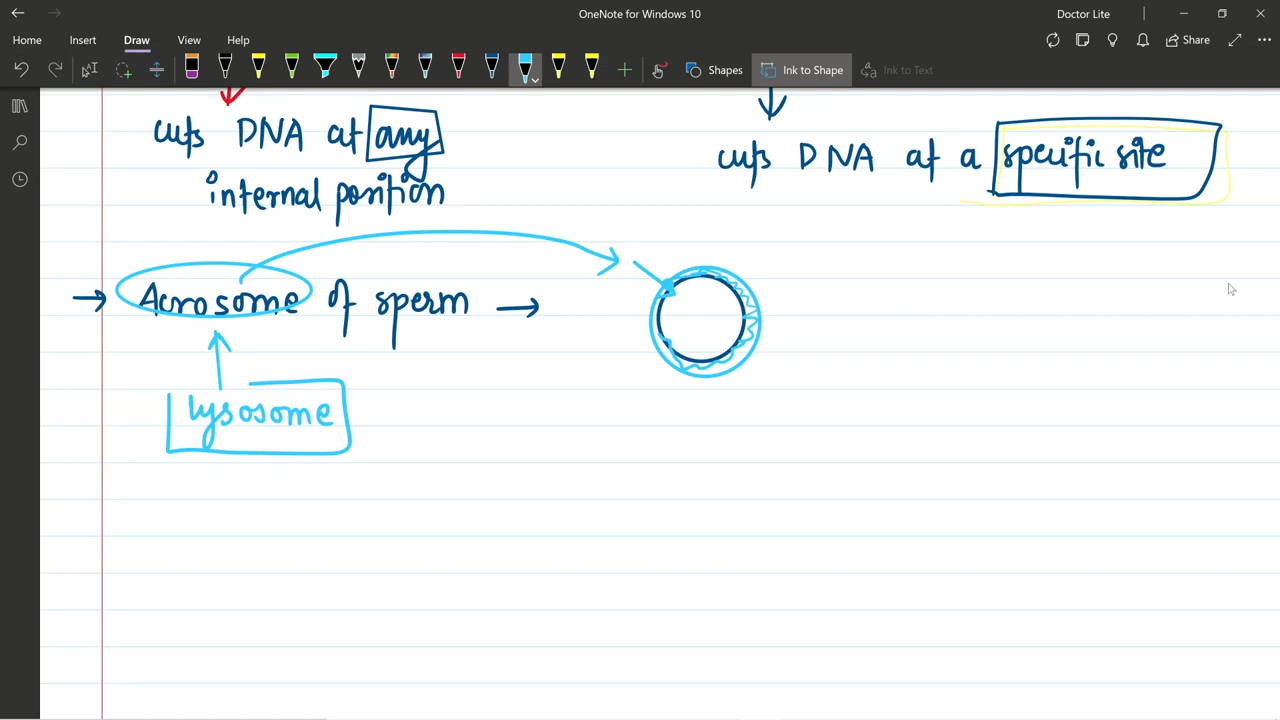 OneNote for Windows 10
Doctor Lite
Home Insert Draw View Help
Share
Shapes
Ink to Shape
Ink to Text
cuts DNA at any
internal position
cuts DNA at a specific site
→ Acrosome of sperm →
lysosome